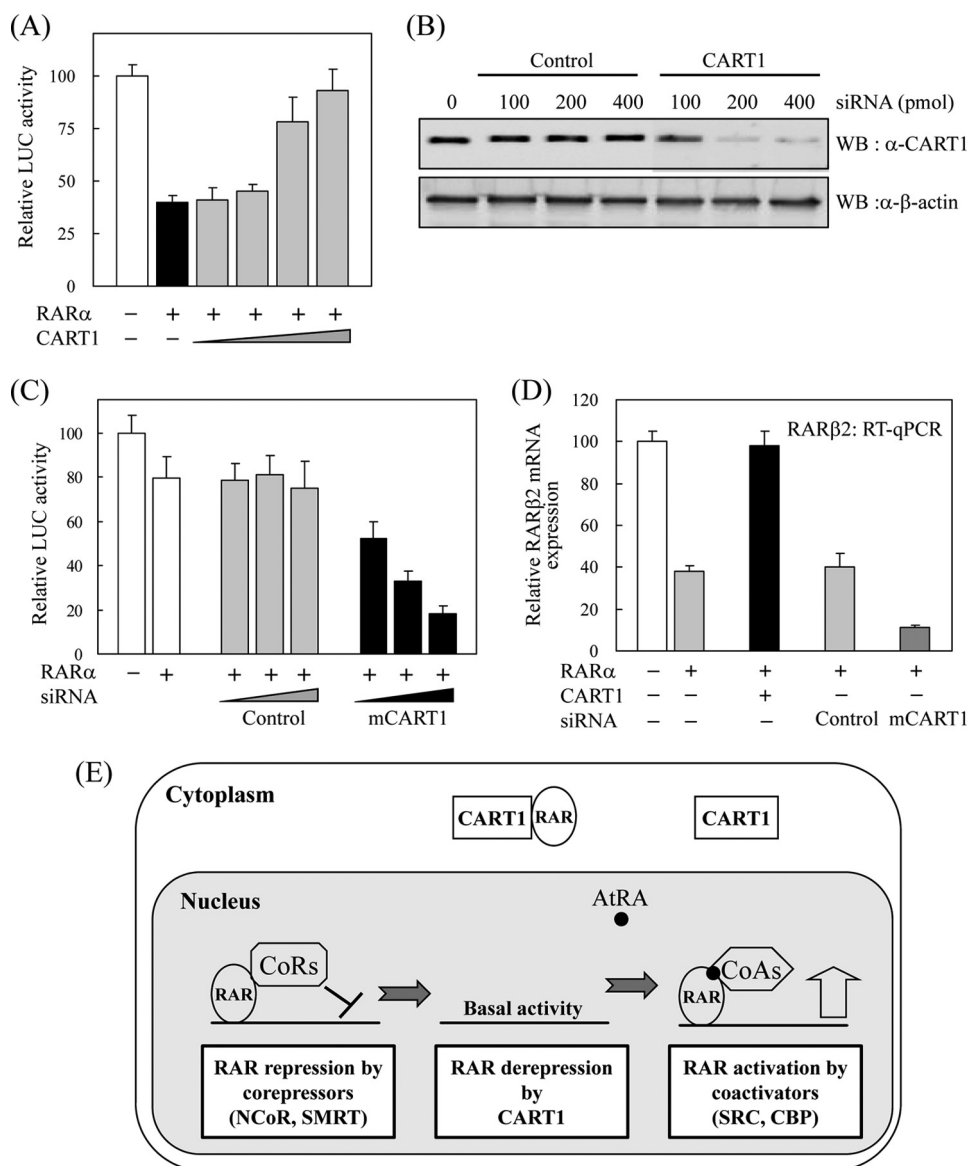 (A)
Relative LUC activity
100
75
50
25
0
RARα − + + + + +
CART1 − −
(B)
Control CART1
0 100 200 400 100 200 400 siRNA (pmol)
WB : α-CART1
WB :α-β-actin
(C)
Relative LUC activity
100
80
60
40
20
0
RARα − + + + + + + +
siRNA
Control mCART1
(D)
Relative RARβ2 mRNA
expression
120
100
80
60
40
20
0
RARβ2: RT-qPCR
RARα − + + + +
CART1 − − + − −
siRNA − − − Control mCART1
(E)
Cytoplasm
CART1 RAR
CART1
Nucleus
AtRA
CoRs
RAR
Basal activity
CoAs
RAR
RAR repression by
corepressors
(NCoR, SMRT)
RAR derepression
by
CART1
RAR activation by
coactivators
(SRC, CBP)